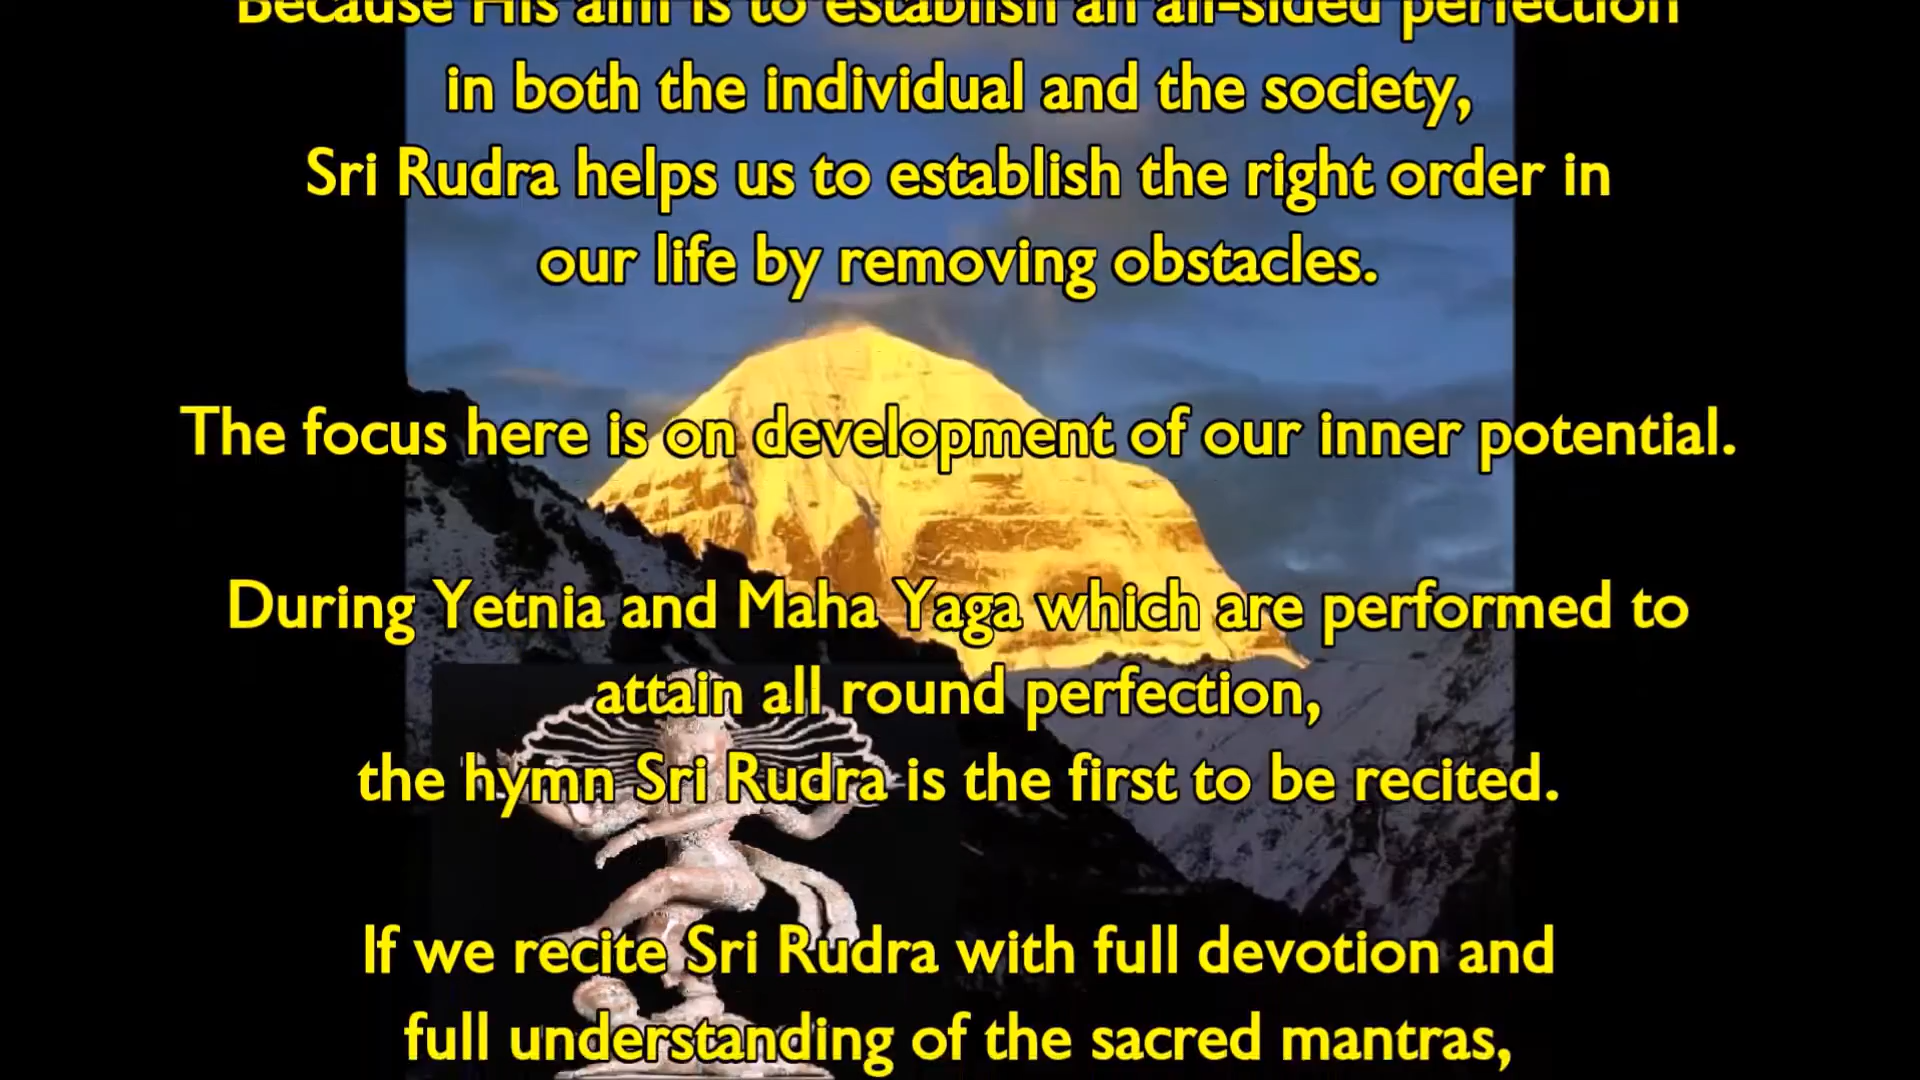 Because His aim is to establish an all-sided perfection
in both the individual and the society,
Sri Rudra helps us to establish the right order in
our life by removing obstacles.
The focus here is on development of our inner potential.
During Yetnia and Maha Yaga which are performed to
attain all round perfection,
the hymn Sri Rudra is the first to be recited.
If we recite Sri Rudra with full devotion and
full understanding of the sacred mantras,